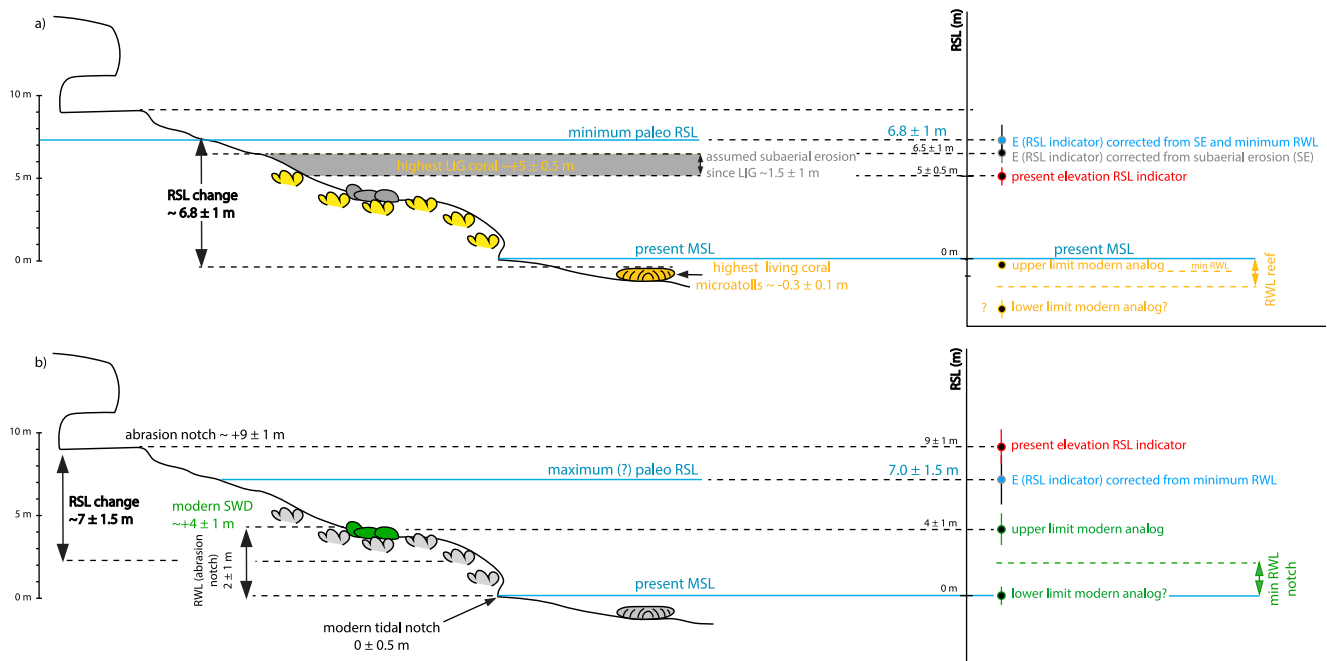 a)
RSL (m)
10 m
minimum paleo RSL
6.8 ± 1 m
E (RSL indicator) corrected from SE and minimum RWL
6.5 ± 1 m
E (RSL indicator) corrected from subaerial erosion (SE)
highest LIG coral ~+5 ± 0.5 m
assumed subaerial erosion
since LIG ~1.5 ± 1 m
5 m
5 ± 0.5 m
present elevation RSL indicator
RSL change
~ 6.8 ± 1 m
0 m
present MSL
0 m
present MSL
highest living coral
microatolls ~ -0.3 ± 0.1 m
upper limit modern analog
min RWL
RWL reef
?
lower limit modern analog?
b)
RSL (m)
10 m
abrasion notch ~ +9 ± 1 m
9 ± 1 m
present elevation RSL indicator
maximum (?) paleo RSL
7.0 ± 1.5 m
E (RSL indicator) corrected from minimum RWL
RSL change
~7 ± 1.5 m
5 m
modern SWD
~+4 ± 1 m
4 ± 1 m
upper limit modern analog
RWL (abrasion
notch)
2 ± 1 m
min RWL
notch
0 m
present MSL
0 m
lower limit modern analog?
modern tidal notch
0 ± 0.5 m